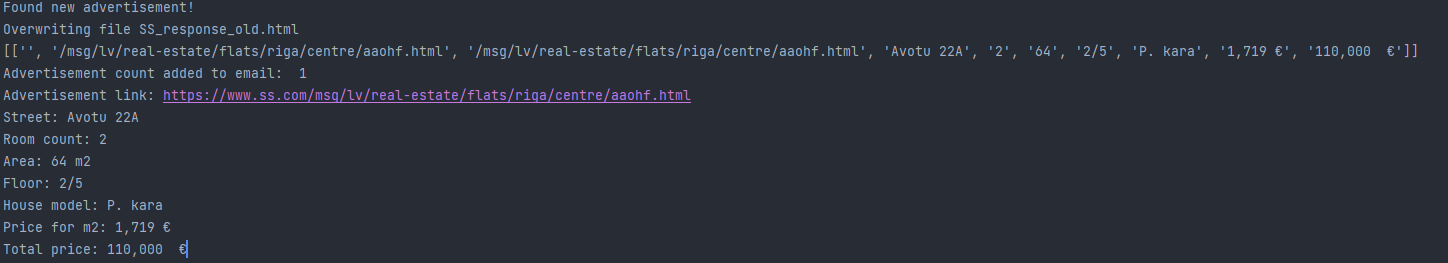 Found new advertisement!
Overwriting file SS_response_old.html
[['', '/msg/lv/real-estate/flats/riga/centre/aaohf.html', '/msg/lv/real-estate/flats/riga/centre/aaohf.html', 'Avotu 22A', '2', '64', '2/5', 'P. kara', '1,719 €', '110,000  €']]
Advertisement count added to email:  1
Advertisement link: https://www.ss.com/msg/lv/real-estate/flats/riga/centre/aaohf.html
Street: Avotu 22A
Room count: 2
Area: 64 m2
Floor: 2/5
House model: P. kara
Price for m2: 1,719 €
Total price: 110,000  €